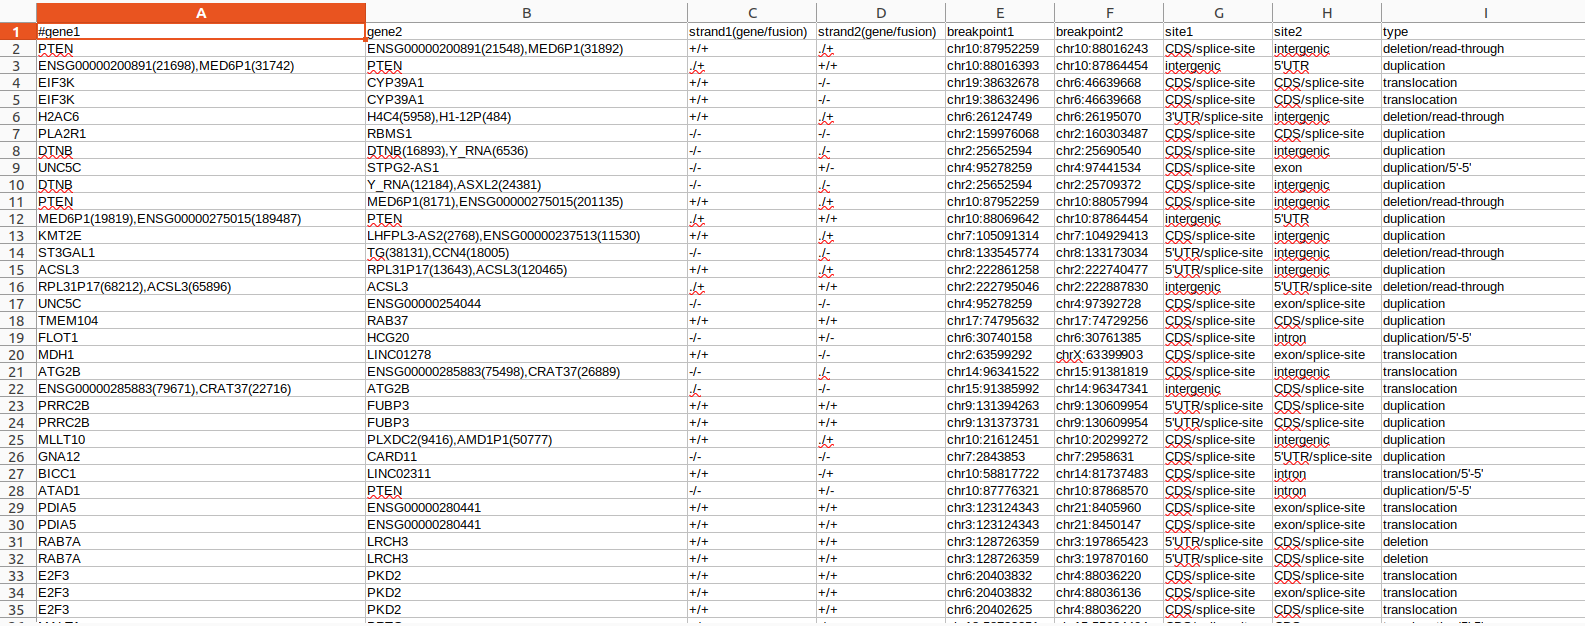 A B C D E F G H I
1 #gene1 gene2 strand1(gene/fusion) strand2(gene/fusion) breakpoint1 breakpoint2 site1 site2 type
2 PTEN ENSG00000200891(21548),MED6P1(31892) +/+ ./+ chr10:87952259 chr10:88016243 CDS/splice-site intergenic deletion/read-through
3 ENSG00000200891(21698),MED6P1(31742) PTEN ./+ +/+ chr10:88016393 chr10:87864454 intergenic 5'UTR duplication
4 EIF3K CYP39A1 +/+ -/- chr19:38632678 chr6:46639668 CDS/splice-site CDS/splice-site translocation
5 EIF3K CYP39A1 +/+ -/- chr19:38632496 chr6:46639668 CDS/splice-site CDS/splice-site translocation
6 H2AC6 H4C4(5958),H1-12P(484) +/+ ./+ chr6:26124749 chr6:26195070 3'UTR/splice-site intergenic deletion/read-through
7 PLA2R1 RBMS1 -/- -/- chr2:159976068 chr2:160303487 CDS/splice-site CDS/splice-site duplication
8 DTNB DTNB(16893),Y_RNA(6536) -/- ./- chr2:25652594 chr2:25690540 CDS/splice-site intergenic duplication
9 UNC5C STPG2-AS1 -/- +/- chr4:95278259 chr4:97441534 CDS/splice-site exon duplication/5'-5'
10 DTNB Y_RNA(12184),ASXL2(24381) -/- ./- chr2:25652594 chr2:25709372 CDS/splice-site intergenic duplication
11 PTEN MED6P1(8171),ENSG00000275015(201135) +/+ ./+ chr10:87952259 chr10:88057994 CDS/splice-site intergenic deletion/read-through
12 MED6P1(19819),ENSG00000275015(189487) PTEN ./+ +/+ chr10:88069642 chr10:87864454 intergenic 5'UTR duplication
13 KMT2E LHFPL3-AS2(2768),ENSG00000237513(11530) +/+ ./+ chr7:105091314 chr7:104929413 CDS/splice-site intergenic duplication
14 ST3GAL1 TG(38131),CCN4(18005) -/- ./- chr8:133545774 chr8:133173034 5'UTR/splice-site intergenic deletion/read-through
15 ACSL3 RPL31P17(13643),ACSL3(120465) +/+ ./+ chr2:222861258 chr2:222740477 5'UTR/splice-site intergenic duplication
16 RPL31P17(68212),ACSL3(65896) ACSL3 ./+ +/+ chr2:222795046 chr2:222887830 intergenic 5'UTR/splice-site deletion/read-through
17 UNC5C ENSG00000254044 -/- -/- chr4:95278259 chr4:97392728 CDS/splice-site exon/splice-site duplication
18 TMEM104 RAB37 +/+ +/+ chr17:74795632 chr17:74729256 CDS/splice-site CDS/splice-site duplication
19 FLOT1 HCG20 -/- +/- chr6:30740158 chr6:30761385 CDS/splice-site intron duplication/5'-5'
20 MDH1 LINC01278 +/+ -/- chr2:63599292 chrX:63399903 CDS/splice-site exon/splice-site translocation
21 ATG2B ENSG00000285883(75498),CRAT37(26889) -/- ./- chr14:96341522 chr15:91381819 CDS/splice-site intergenic translocation
22 ENSG00000285883(79671),CRAT37(22716) ATG2B ./- -/- chr15:91385992 chr14:96347341 intergenic CDS/splice-site translocation
23 PRRC2B FUBP3 +/+ +/+ chr9:131394263 chr9:130609954 5'UTR/splice-site CDS/splice-site duplication
24 PRRC2B FUBP3 +/+ +/+ chr9:131373731 chr9:130609954 5'UTR/splice-site CDS/splice-site duplication
25 MLLT10 PLXDC2(9416),AMD1P1(50777) +/+ ./+ chr10:21612451 chr10:20299272 CDS/splice-site intergenic duplication
26 GNA12 CARD11 -/- -/- chr7:2843853 chr7:2958631 CDS/splice-site 5'UTR/splice-site duplication
27 BICC1 LINC02311 +/+ -/+ chr10:58817722 chr14:81737483 CDS/splice-site intron translocation/5'-5'
28 ATAD1 PTEN -/- +/- chr10:87776321 chr10:87868570 CDS/splice-site intron duplication/5'-5'
29 PDIA5 ENSG00000280441 +/+ +/+ chr3:123124343 chr21:8405960 CDS/splice-site exon/splice-site translocation
30 PDIA5 ENSG00000280441 +/+ +/+ chr3:123124343 chr21:8450147 CDS/splice-site exon/splice-site translocation
31 RAB7A LRCH3 +/+ +/+ chr3:128726359 chr3:197865423 5'UTR/splice-site CDS/splice-site deletion
32 RAB7A LRCH3 +/+ +/+ chr3:128726359 chr3:197870160 5'UTR/splice-site CDS/splice-site deletion
33 E2F3 PKD2 +/+ +/+ chr6:20403832 chr4:88036220 CDS/splice-site CDS/splice-site translocation
34 E2F3 PKD2 +/+ +/+ chr6:20403832 chr4:88036136 CDS/splice-site exon/splice-site translocation
35 E2F3 PKD2 +/+ +/+ chr6:20402625 chr4:88036220 CDS/splice-site CDS/splice-site translocation